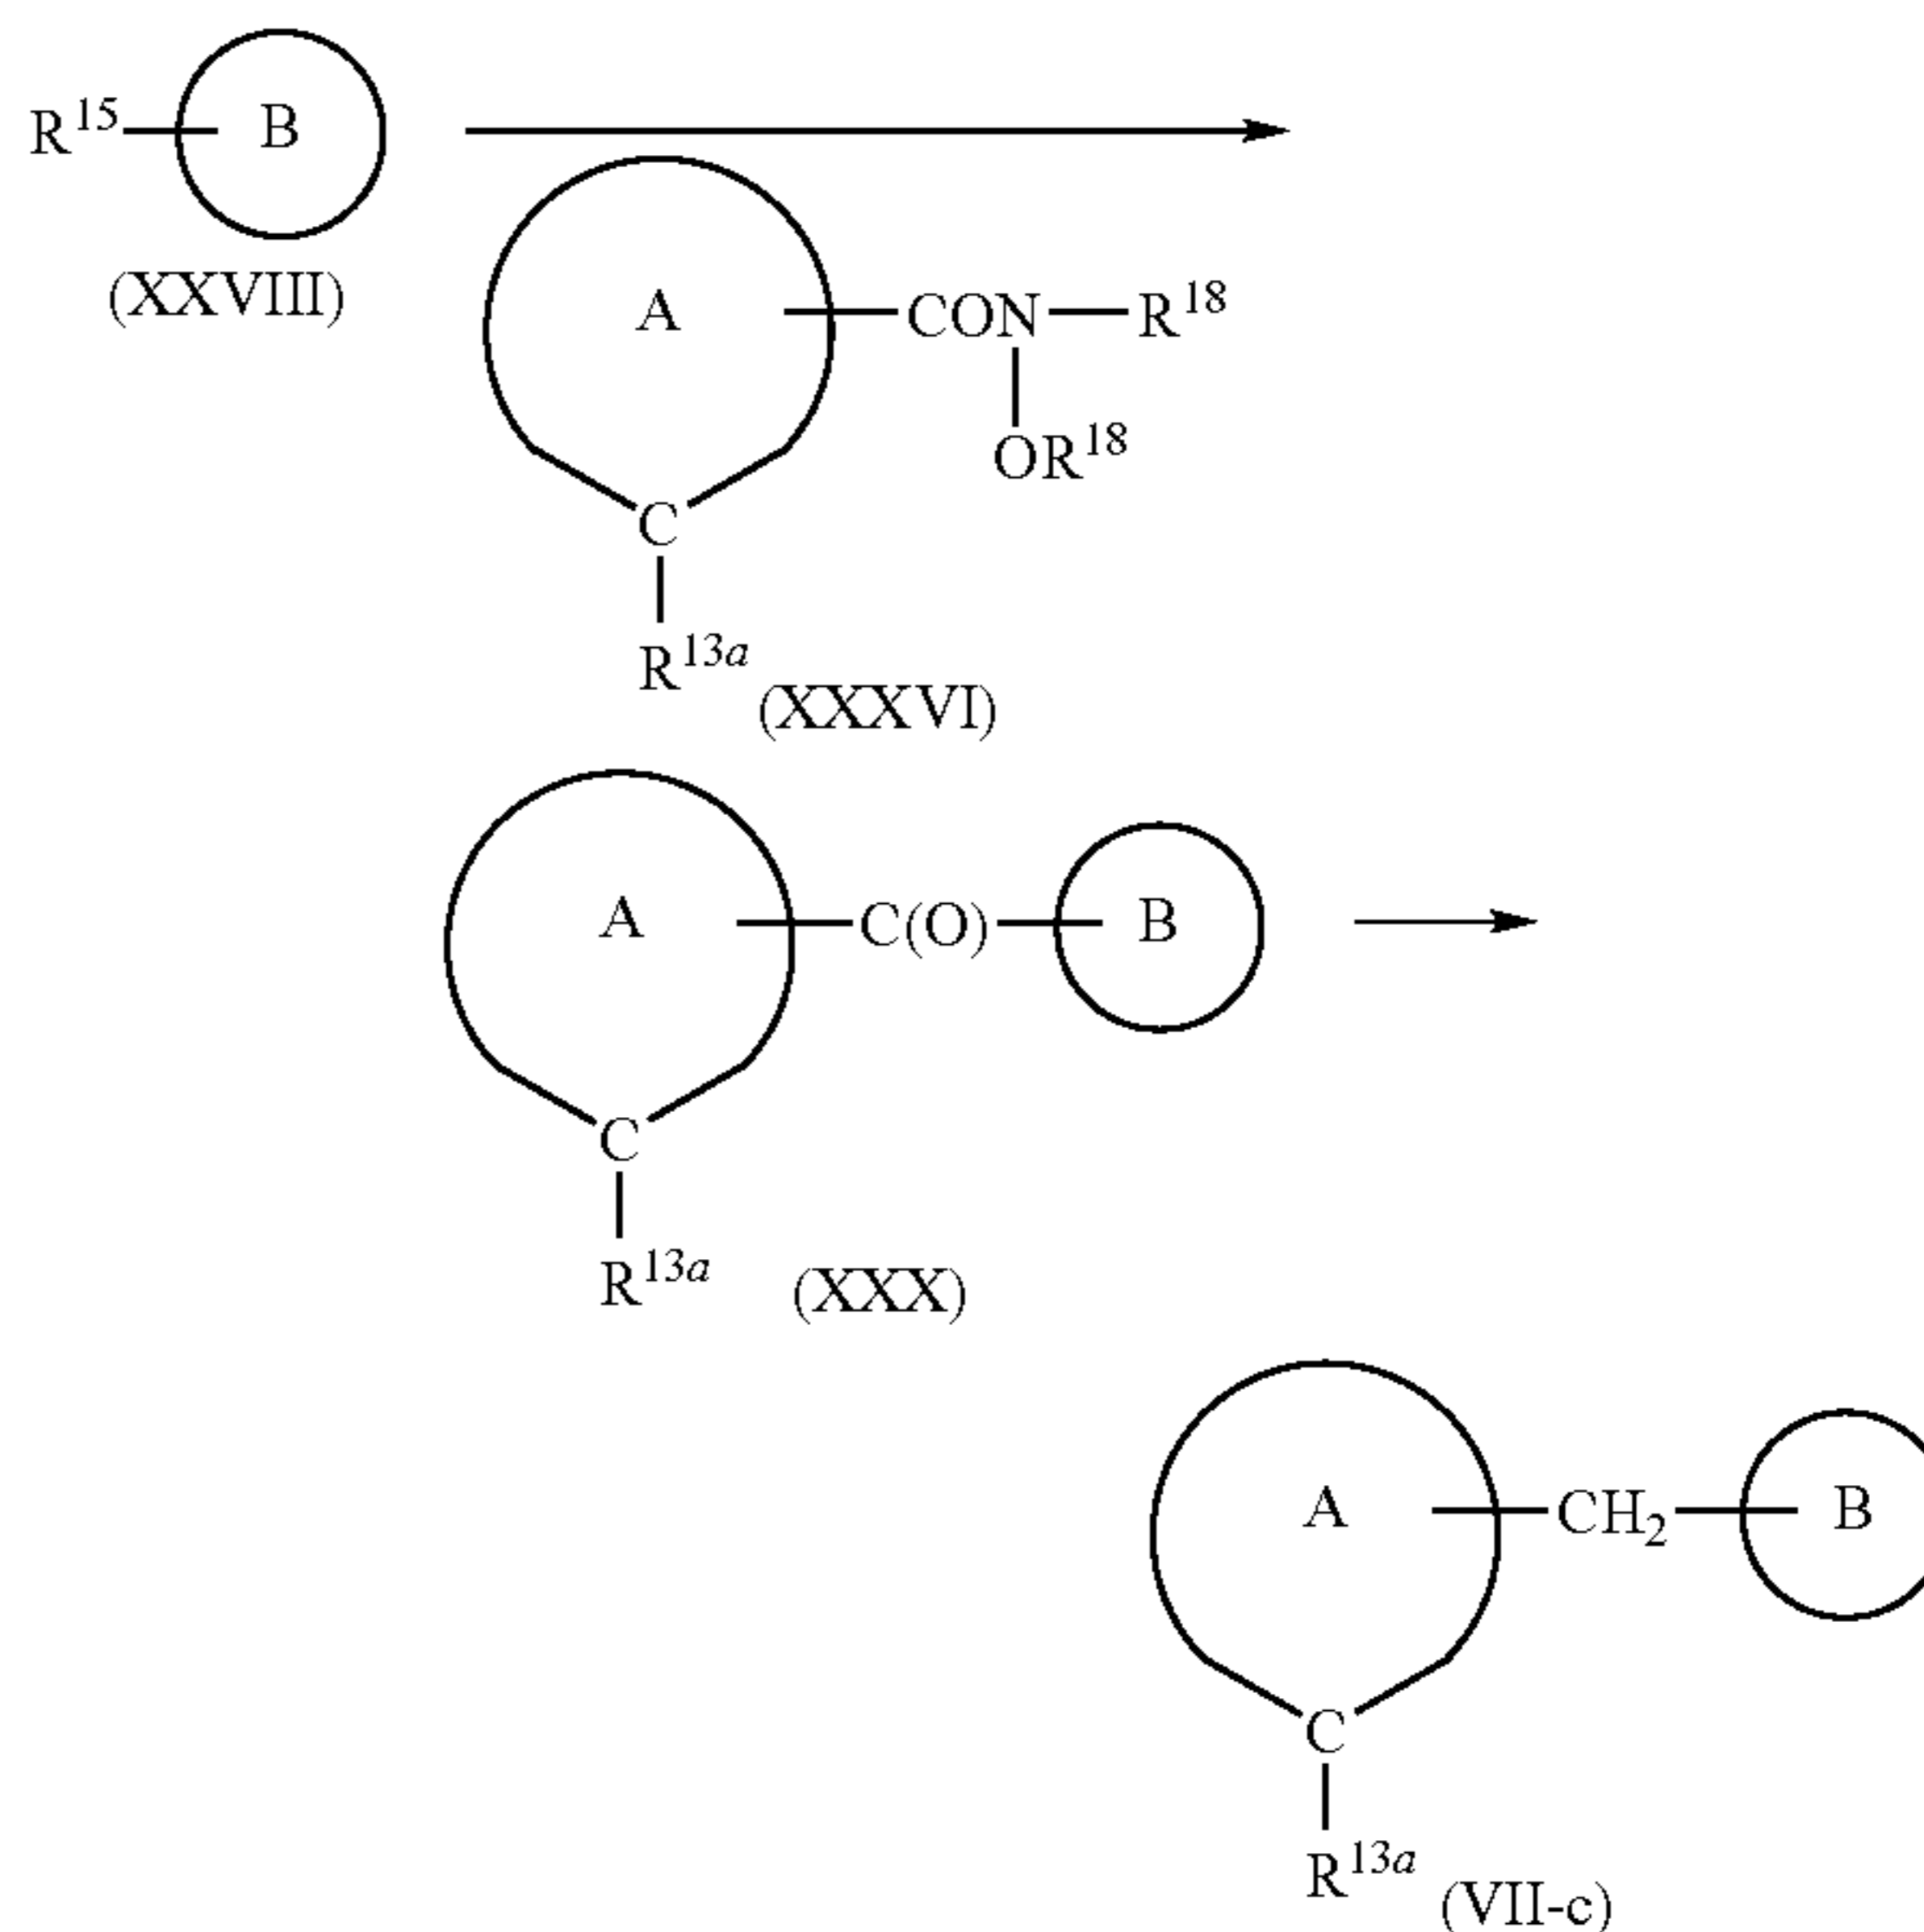 R15 B
(XXVIII)
A CON R18
OR18
C
R13a (XXXVI)
A C(O) B
C
R13a (XXX)
A CH2 B
C
R13a (VII-c)